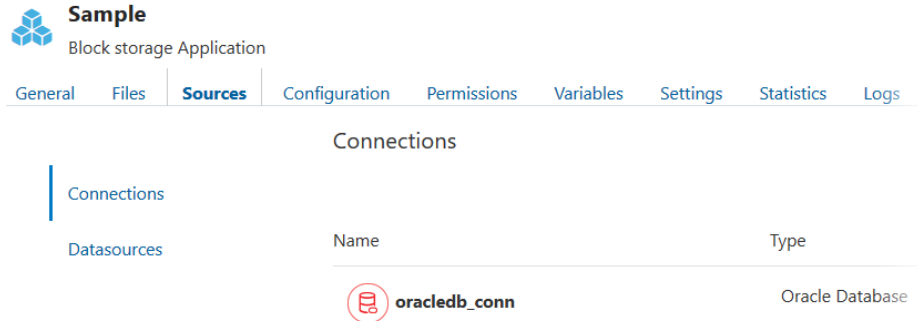 Sample
Block storage Application
General Files Sources Configuration Permissions Variables Settings Statistics Logs
Connections
Connections
Datasources
Name Type
oracledb_conn Oracle Database